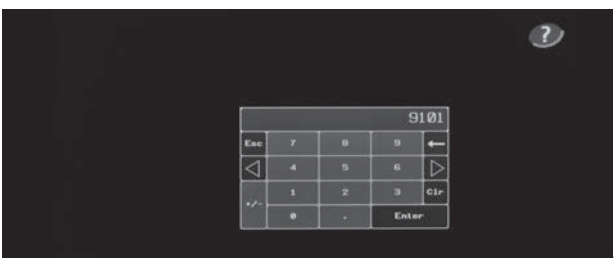 ?
9101
Esc 7 8 9 ←
◁ 4 5 6 ▷
+/- 1 2 3 Clr
0 . Enter